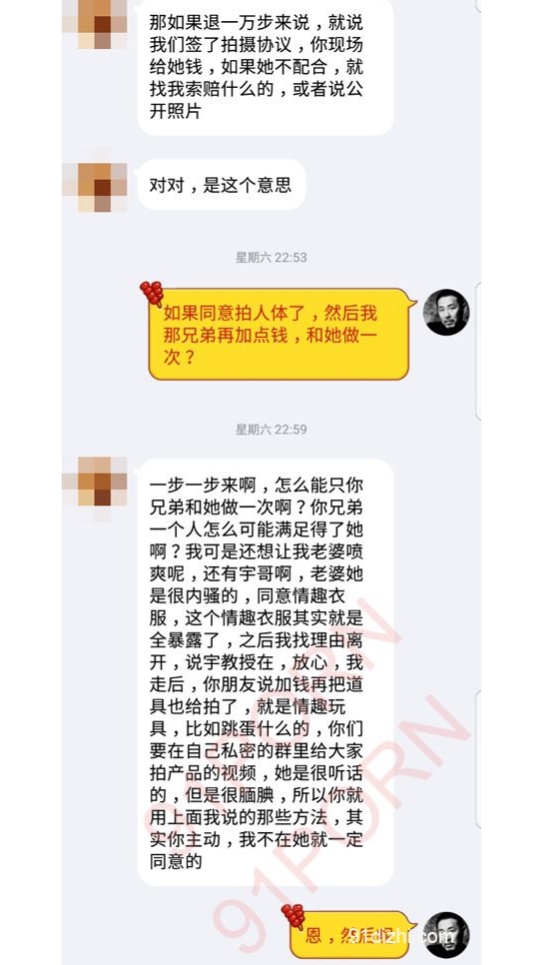 那如果退一万步来说，就说
我们签了拍摄协议，你现场
给她钱，如果她不配合，就
找我索赔什么的，或者说公
开照片
对对，是这个意思
星期六 22:53
如果同意拍人体了，然后我
那兄弟再加点钱，和她做一
次？
星期六 22:59
一步一步来啊，怎么能只你
兄弟和她做一次啊？你兄弟
一个人怎么可能满足得了她
啊？我可是还想让我老婆喷
爽呢，还有宇哥啊，老婆她
是很内骚的，同意情趣衣
服，这个情趣衣服其实就是
全暴露了，之后我找理由离
开，说宇教授在，放心，我
走后，你朋友说加钱再把道
具也给拍了，就是情趣玩
具，比如跳蛋什么的，你们
要在自己私密的群里给大家
拍产品的视频，她是很听话
的，但是很腼腆，所以你就
用上面我说的那些方法，其
实你主动，我不在她就一定
同意的
91PORN
91PORN
恩，然后
91dizhi.com